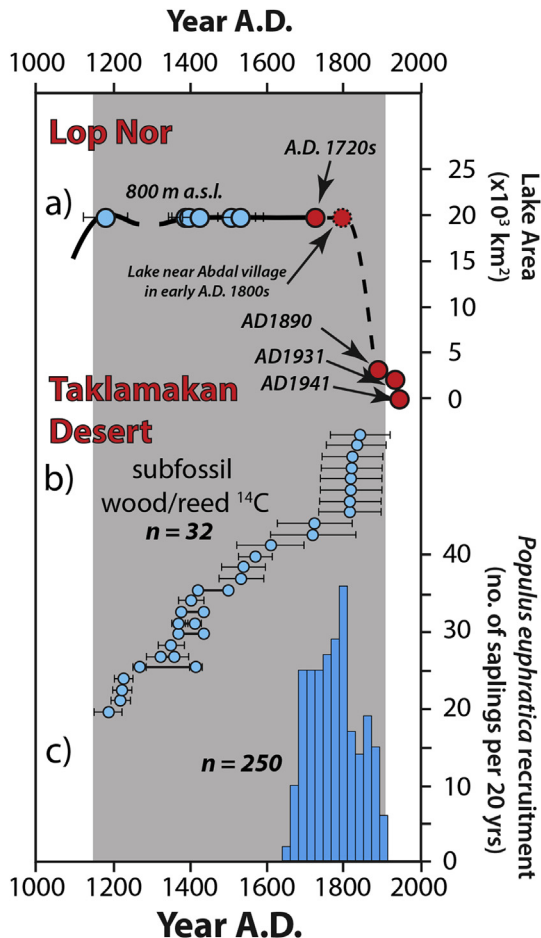 Year A.D.
1000 1200 1400 1600 1800 2000
Lop Nor
A.D. 1720s
a)
800 m a.s.l.
Lake near Abdal village
in early A.D. 1800s
AD1890
AD1931
AD1941
25
20
15
10
5
0
Lake Area
(x10³ km²)
Taklamakan
Desert
b)
subfossil
wood/reed ¹⁴C
n = 32
c)
n = 250
40
30
20
10
0
Populus euphratica recruitment
(no. of saplings per 20 yrs)
1000 1200 1400 1600 1800 2000
Year A.D.